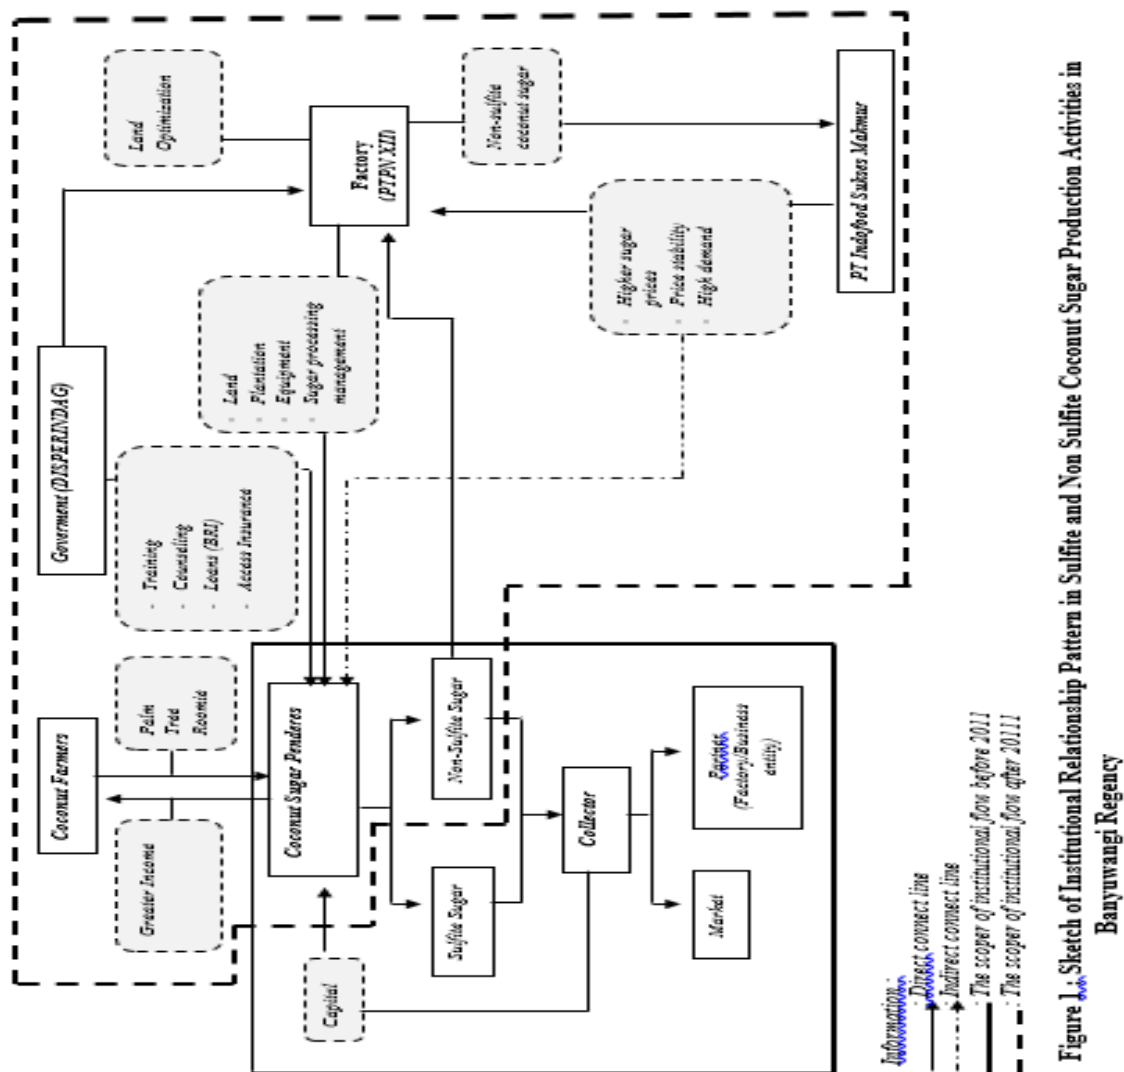 Coconut Farmers
Goverment (DISPERINDAG)
Greater Income
Palm
Tree
Roomie
- Training
- Counseling
- Loans (BRI)
- Access Insurance
Land
Optimization
- Land
- Plantation
- Equipment
- Sugar processing
management
Factory
(PTPN XII)
Capital
Coconut Sugar Penderes
Non-sulfite
coconut sugar
Sulfite Sugar
Non-Sulfite Sugar
- Higher sugar
prices
- Price stability
- High demand
Collector
Market
Partner
(Factory/Business
entity)
PT Indofood Sukses Makmur
Information :
- Direct connect line
- Indirect connect line
- The scoper of institutional flow before 2011
- The scoper of institutional flow after 20111
Figure 1 : Sketch of Institutional Relationship Pattern in Sulfite and Non Sulfite Coconut Sugar Production Activities in
Banyuwangi Regency